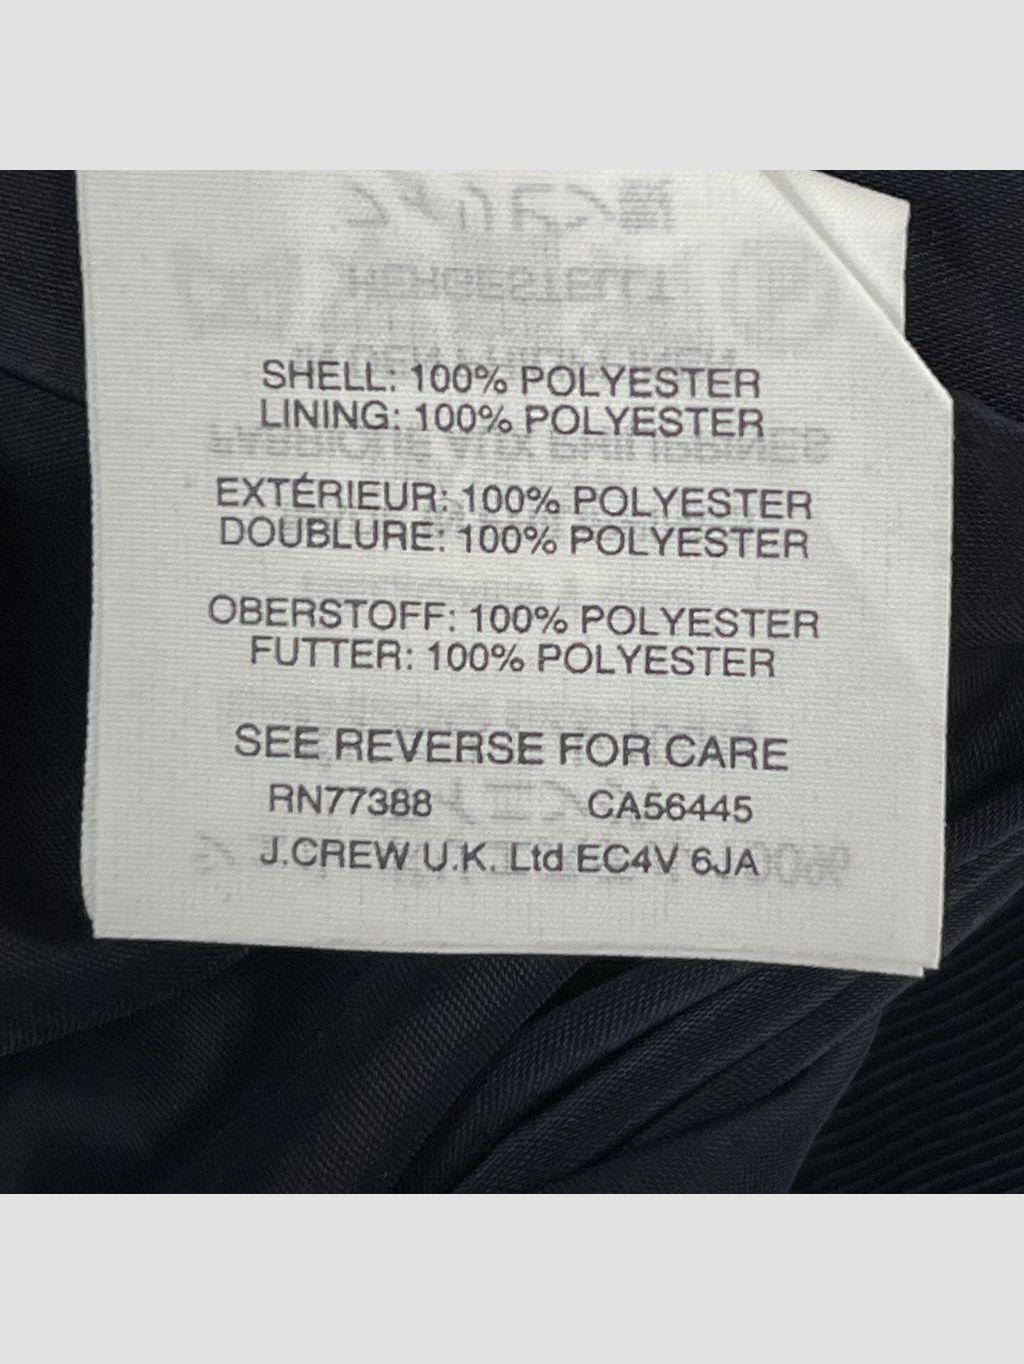 SHELL: 100% POLYESTER
LINING: 100% POLYESTER
EXTÉRIEUR: 100% POLYESTER
DOUBLURE: 100% POLYESTER
OBERSTOFF: 100% POLYESTER
FUTTER: 100% POLYESTER
SEE REVERSE FOR CARE
RN77388 CA56445
J.CREW U.K. Ltd EC4V 6JA